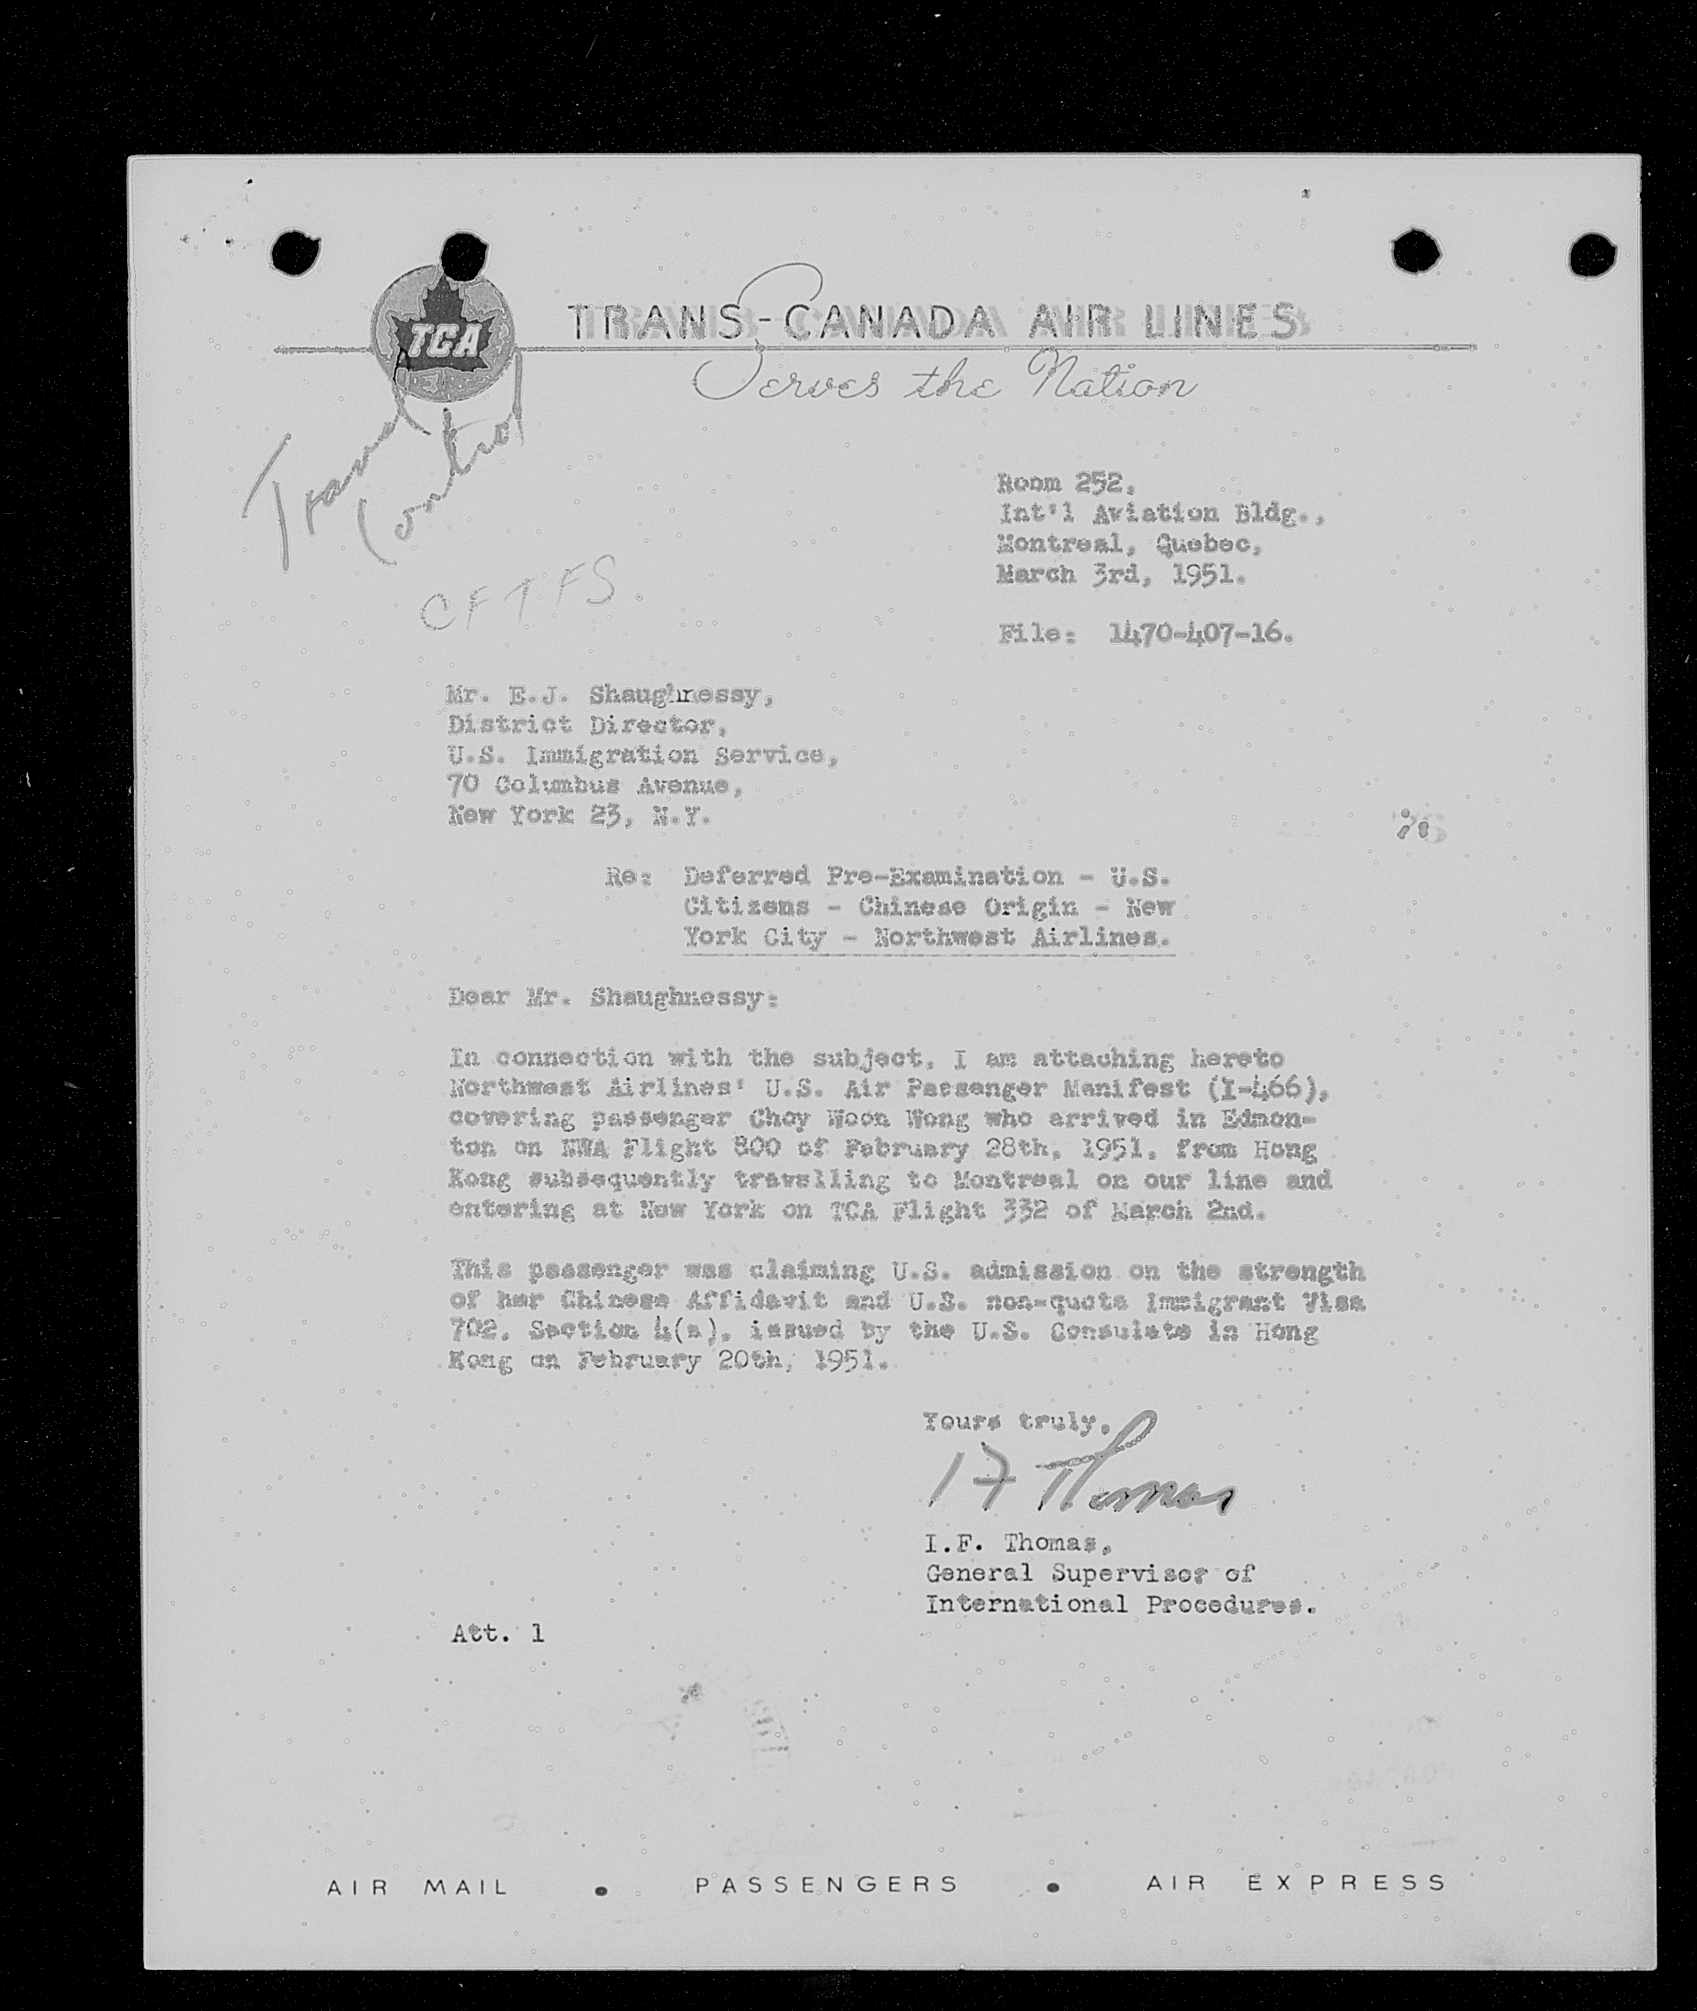 TCA
TRANS-CANADA AIR LINES
Serves the Nation
Travel
Control
CFTFS.
Room 252,
Int'l Aviation Bldg.,
Montreal, Quebec,
March 3rd, 1951.
File: 1470-407-16.
Mr. E.J. Shaughnessy,
District Director,
U.S. Immigration Service,
70 Columbus Avenue,
New York 23, N.Y.
Re: Deferred Pre-Examination - U.S.
Citizens - Chinese Origin - New
York City - Northwest Airlines.
Dear Mr. Shaughnessy:
In connection with the subject, I am attaching hereto
Northwest Airlines' U.S. Air Passenger Manifest (I-466),
covering passenger Choy Woon Wong who arrived in Edmon-
ton on NWA Flight 800 of February 28th, 1951, from Hong
Kong subsequently travelling to Montreal on our line and
entering at New York on TCA Flight 332 of March 2nd.
This passenger was claiming U.S. admission on the strength
of her Chinese Affidavit and U.S. non-quota Immigrant Visa
702, Section 4(a), issued by the U.S. Consulate in Hong
Kong on February 20th, 1951.
Yours truly,
I F Thomas
I.F. Thomas,
General Supervisor of
International Procedures.
Att. 1
AIR MAIL • PASSENGERS • AIR EXPRESS